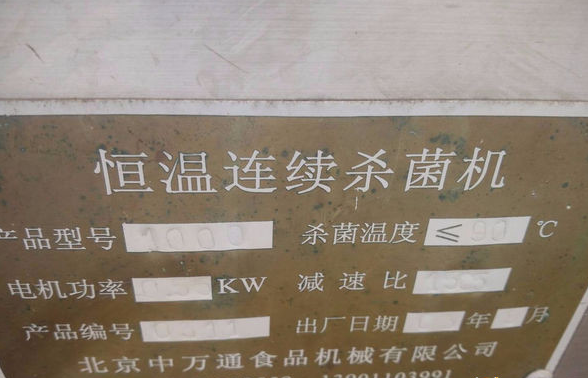 恒温连续杀菌机
产品型号 1000 杀菌温度 ≤90 ℃
电机功率 KW 减速比
产品编号 出厂日期 年 月
北京中万通食品机械有限公司
13901103991